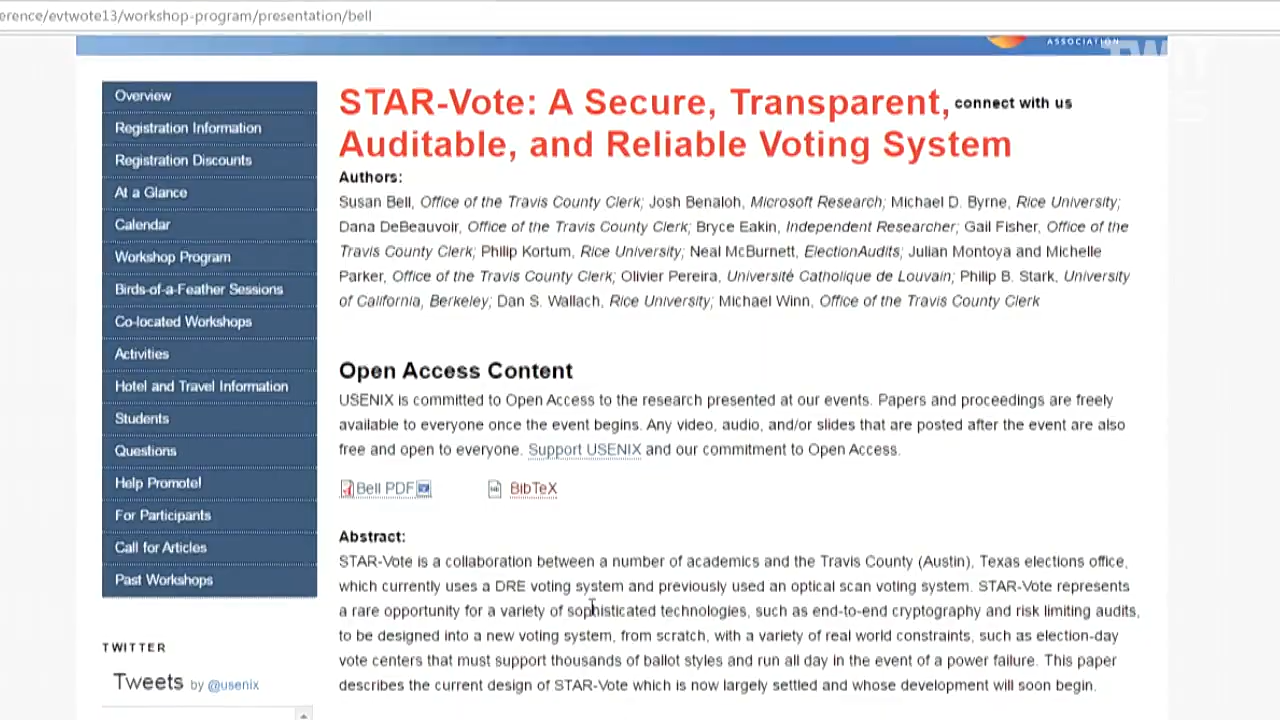 erence/evtwote13/workshop-program/presentation/bell
ASSOCIATION
TWiT
Overview
Registration Information
Registration Discounts
At a Glance
Calendar
Workshop Program
Birds-of-a-Feather Sessions
Co-located Workshops
Activities
Hotel and Travel Information
Students
Questions
Help Promote!
For Participants
Call for Articles
Past Workshops
TWITTER
Tweets by @usenix
STAR-Vote: A Secure, Transparent,
connect with us
Auditable, and Reliable Voting System
Authors:
Susan Bell, Office of the Travis County Clerk; Josh Benaloh, Microsoft Research; Michael D. Byrne, Rice University;
Dana DeBeauvoir, Office of the Travis County Clerk; Bryce Eakin, Independent Researcher; Gail Fisher, Office of the
Travis County Clerk; Philip Kortum, Rice University; Neal McBurnett, ElectionAudits; Julian Montoya and Michelle
Parker, Office of the Travis County Clerk; Olivier Pereira, Université Catholique de Louvain; Philip B. Stark, University
of California, Berkeley; Dan S. Wallach, Rice University; Michael Winn, Office of the Travis County Clerk
Open Access Content
USENIX is committed to Open Access to the research presented at our events. Papers and proceedings are freely
available to everyone once the event begins. Any video, audio, and/or slides that are posted after the event are also
free and open to everyone. Support USENIX and our commitment to Open Access.
Bell PDF
BibTeX
Abstract:
STAR-Vote is a collaboration between a number of academics and the Travis County (Austin), Texas elections office,
which currently uses a DRE voting system and previously used an optical scan voting system. STAR-Vote represents
a rare opportunity for a variety of sophisticated technologies, such as end-to-end cryptography and risk limiting audits,
to be designed into a new voting system, from scratch, with a variety of real world constraints, such as election-day
vote centers that must support thousands of ballot styles and run all day in the event of a power failure. This paper
describes the current design of STAR-Vote which is now largely settled and whose development will soon begin.